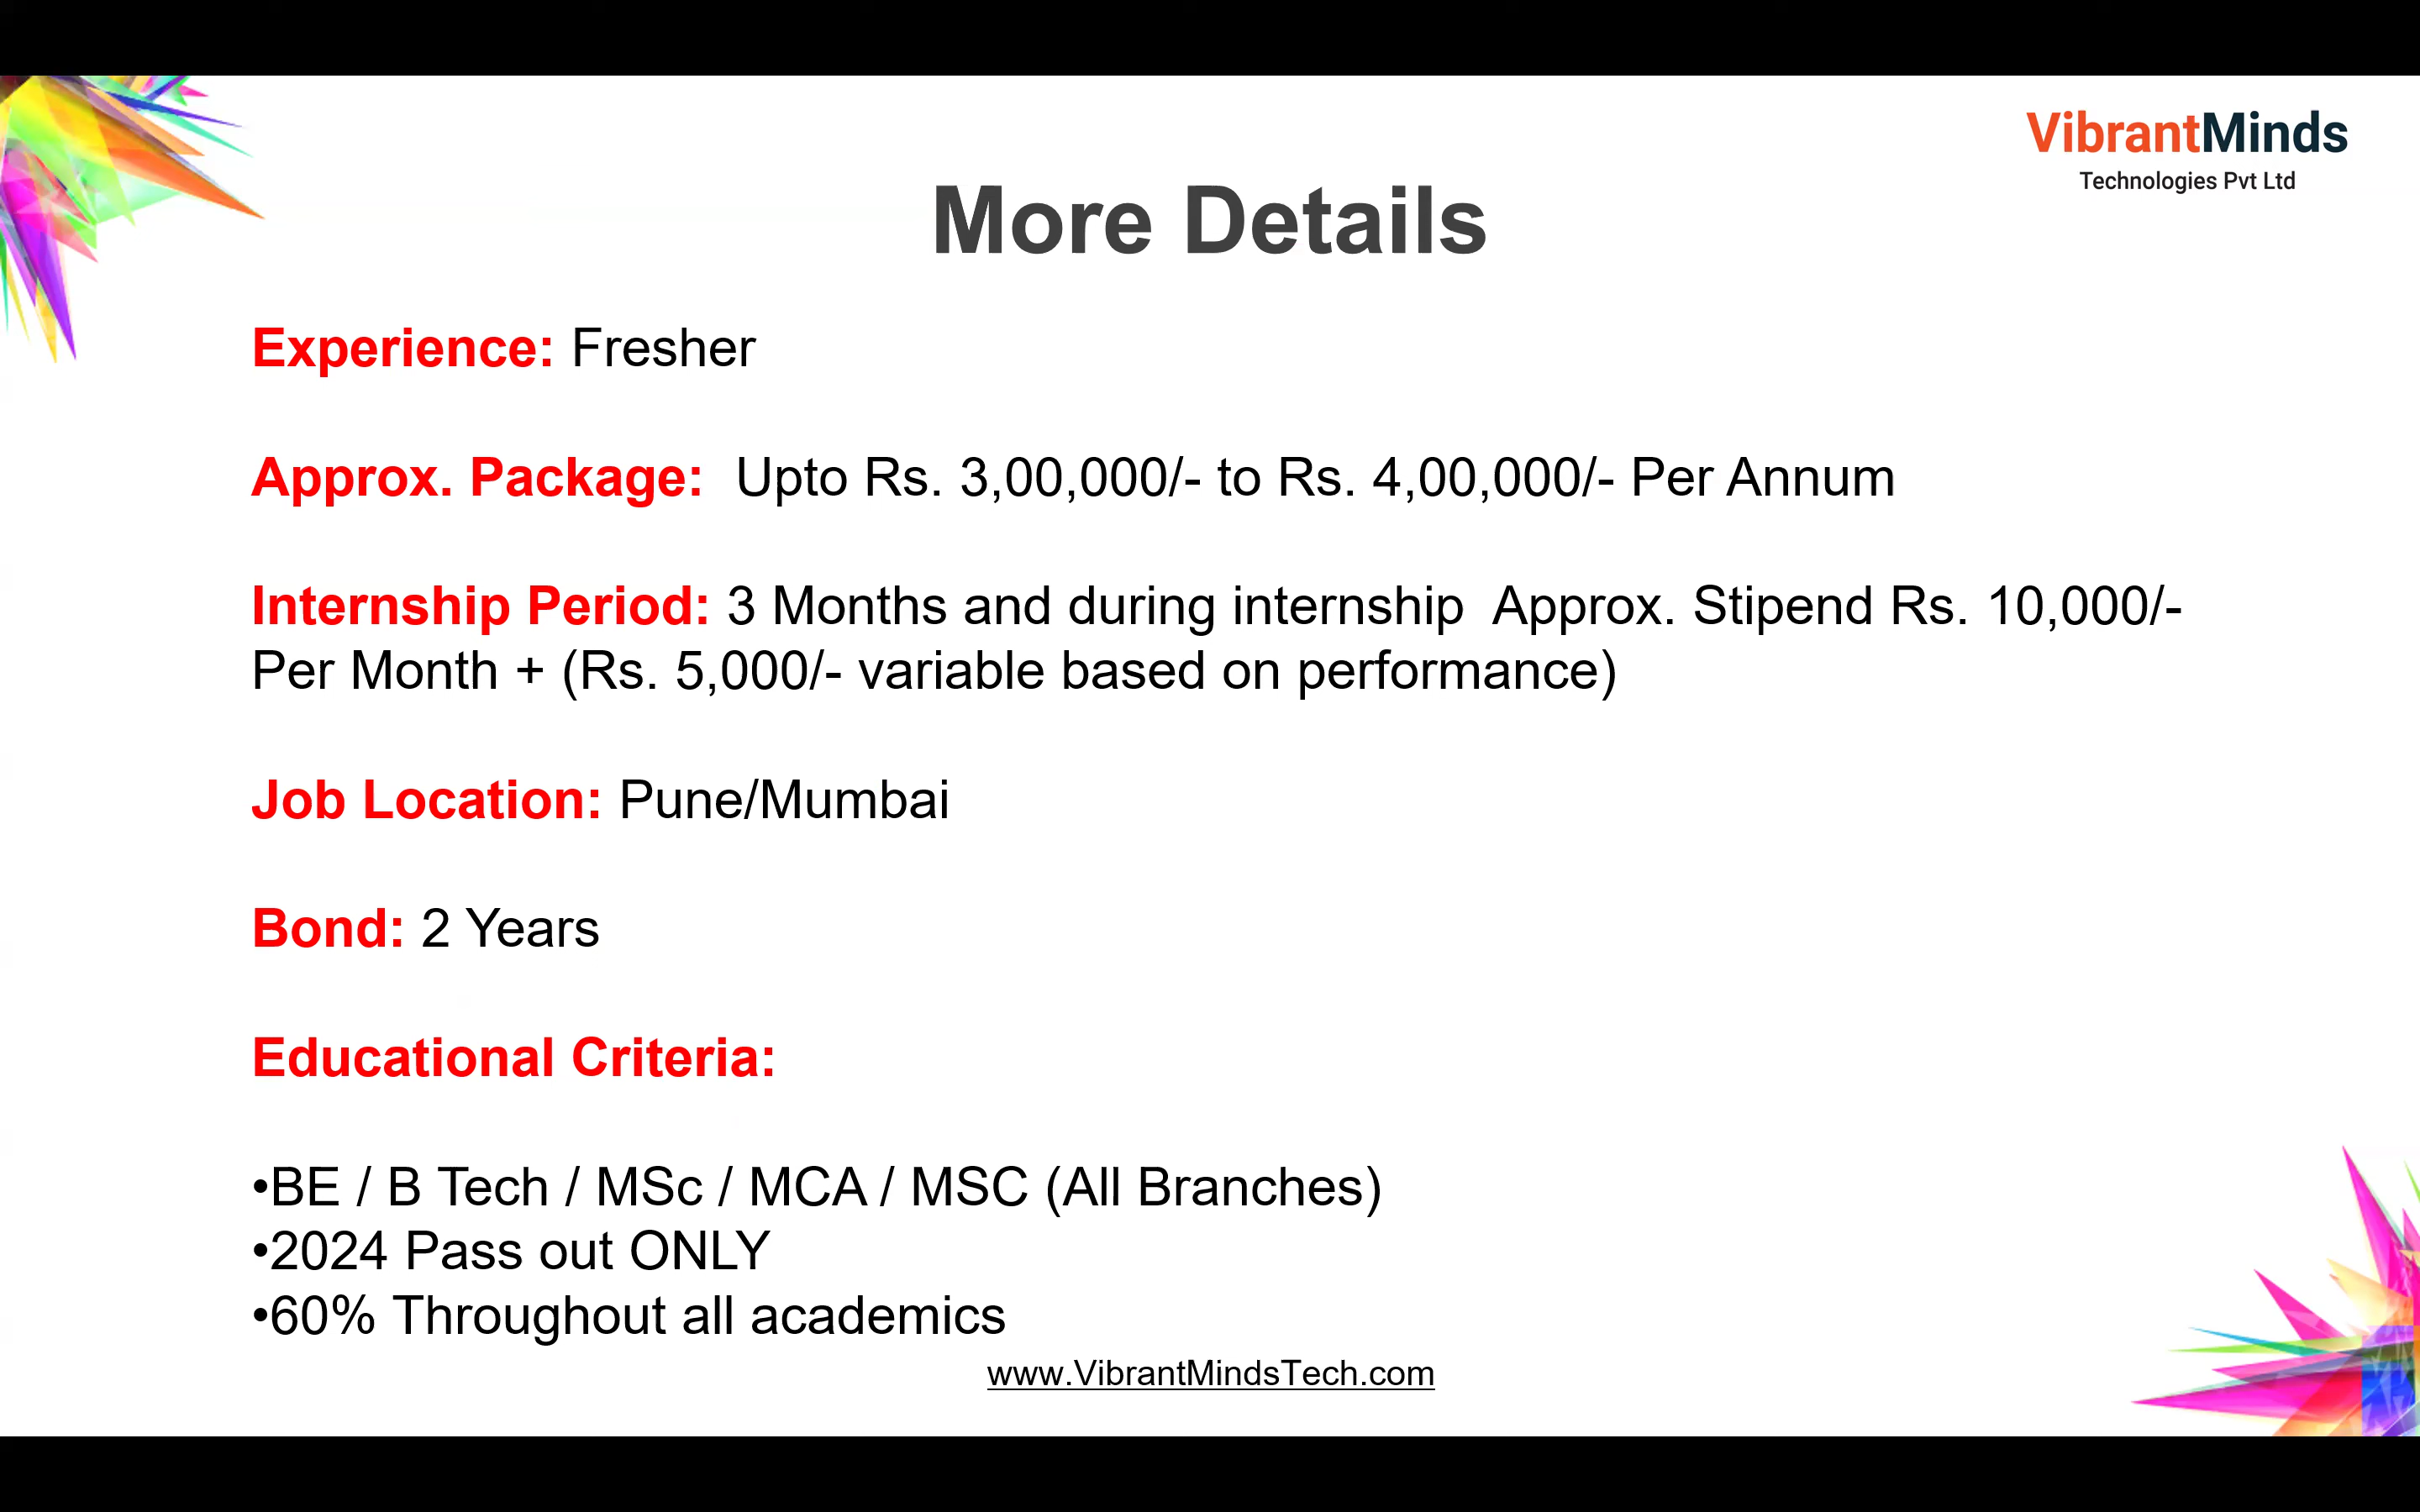 VibrantMinds
Technologies Pvt Ltd
More Details
Experience: Fresher
Approx. Package:  Upto Rs. 3,00,000/- to Rs. 4,00,000/- Per Annum
Internship Period: 3 Months and during internship  Approx. Stipend Rs. 10,000/-
Per Month + (Rs. 5,000/- variable based on performance)
Job Location: Pune/Mumbai
Bond: 2 Years
Educational Criteria:
•BE / B Tech / MSc / MCA / MSC (All Branches)
•2024 Pass out ONLY
•60% Throughout all academics
www.VibrantMindsTech.com